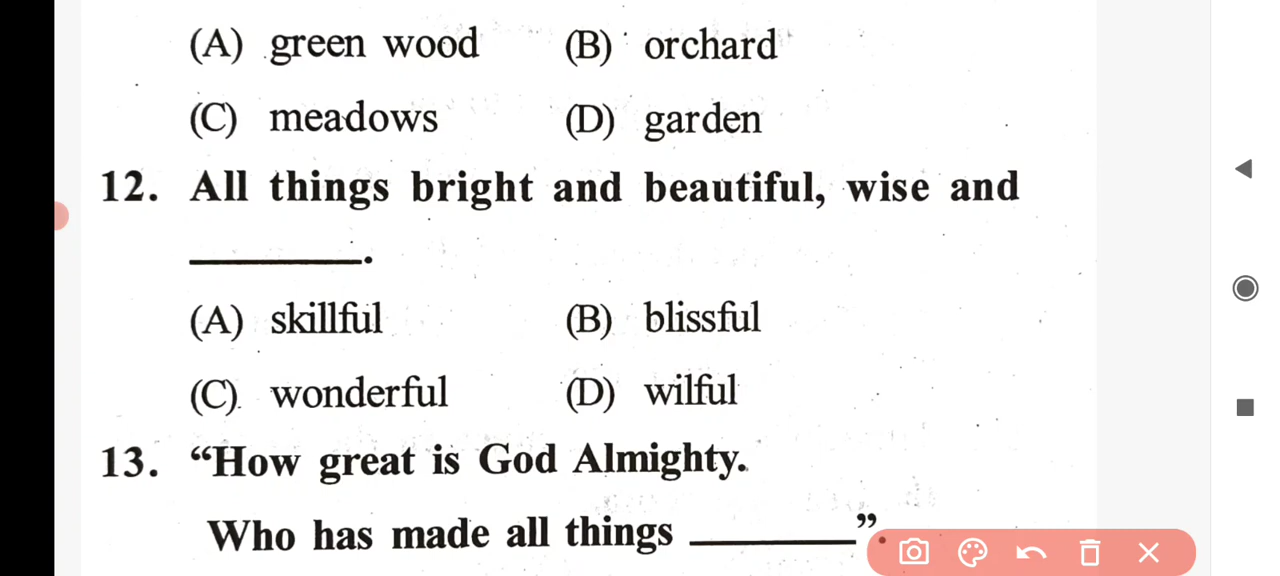 (A) green wood (B) orchard
(C) meadows (D) garden
12. All things bright and beautiful, wise and
________.
(A) skillful (B) blissful
(C) wonderful (D) wilful
13. “How great is God Almighty.
Who has made all things ________”.